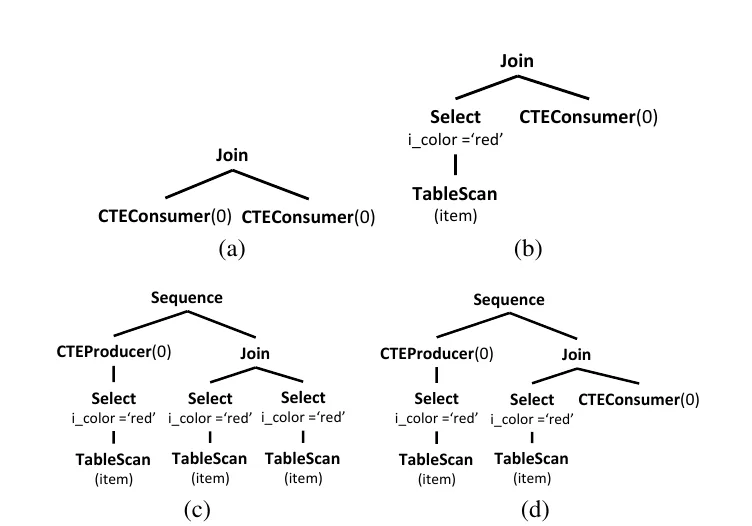 Join
Select CTEConsumer(0)
i_color =‘red’
TableScan
(item)
(b)
Join
CTEConsumer(0) CTEConsumer(0)
(a)
Sequence
CTEProducer(0) Join
Select Select Select
i_color =‘red’ i_color =‘red’ i_color =‘red’
TableScan TableScan TableScan
(item) (item) (item)
(c)
Sequence
CTEProducer(0) Join
Select Select CTEConsumer(0)
i_color =‘red’ i_color =‘red’
TableScan TableScan
(item) (item)
(d)